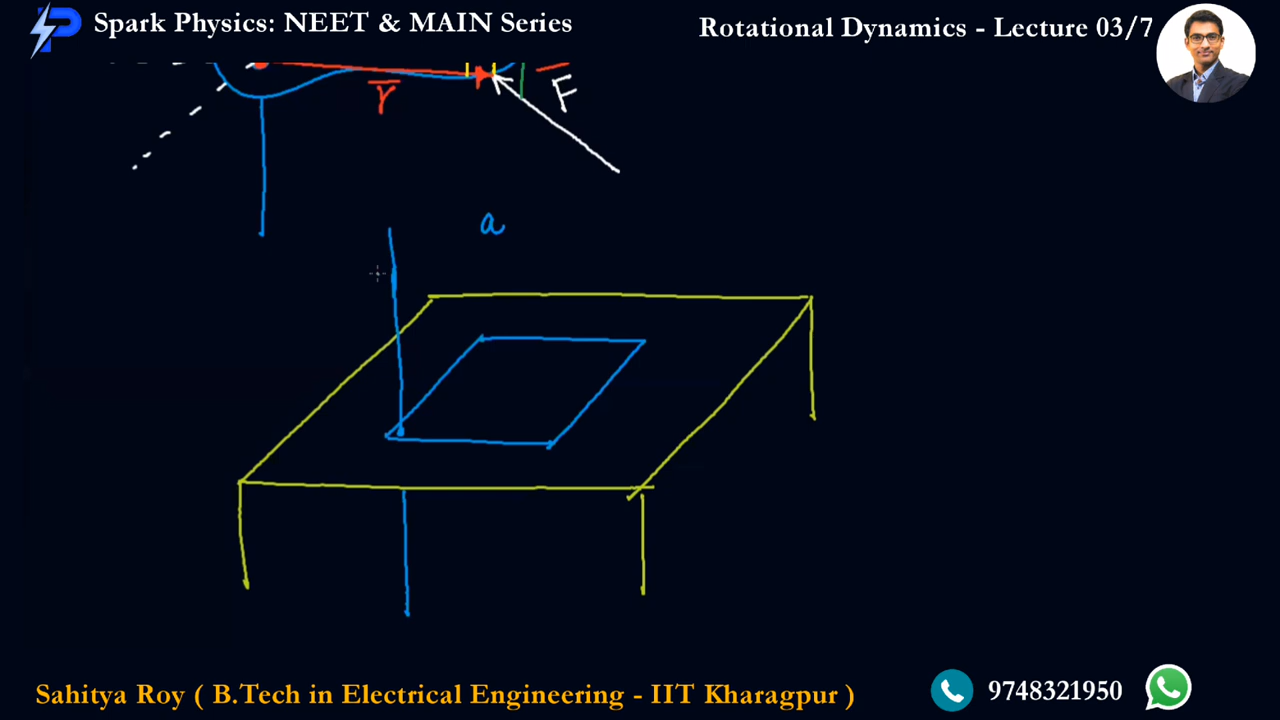 Spark Physics: NEET & MAIN Series
Rotational Dynamics - Lecture 03/7
r
F
a
Sahitya Roy ( B.Tech in Electrical Engineering - IIT Kharagpur )
9748321950